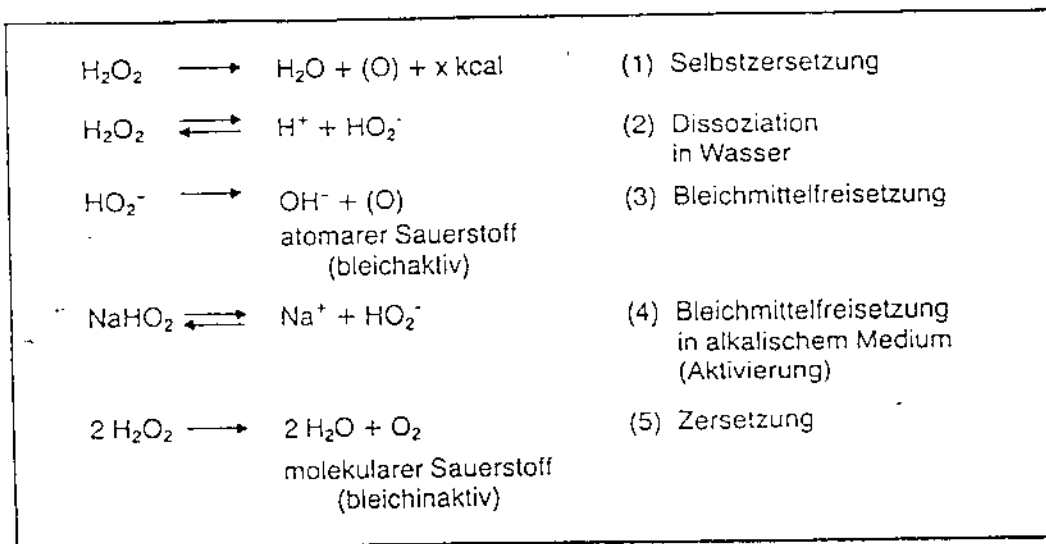 H₂O₂ ⟶ H₂O + (O) + x kcal (1) Selbstzersetzung
H₂O₂ ⇌ H⁺ + HO₂⁻ (2) Dissoziation
in Wasser
HO₂⁻ ⟶ OH⁻ + (O) (3) Bleichmittelfreisetzung
atomarer Sauerstoff
(bleichaktiv)
NaHO₂ ⇌ Na⁺ + HO₂⁻ (4) Bleichmittelfreisetzung
in alkalischem Medium
(Aktivierung)
2 H₂O₂ ⟶ 2 H₂O + O₂ (5) Zersetzung
molekularer Sauerstoff
(bleichinaktiv)